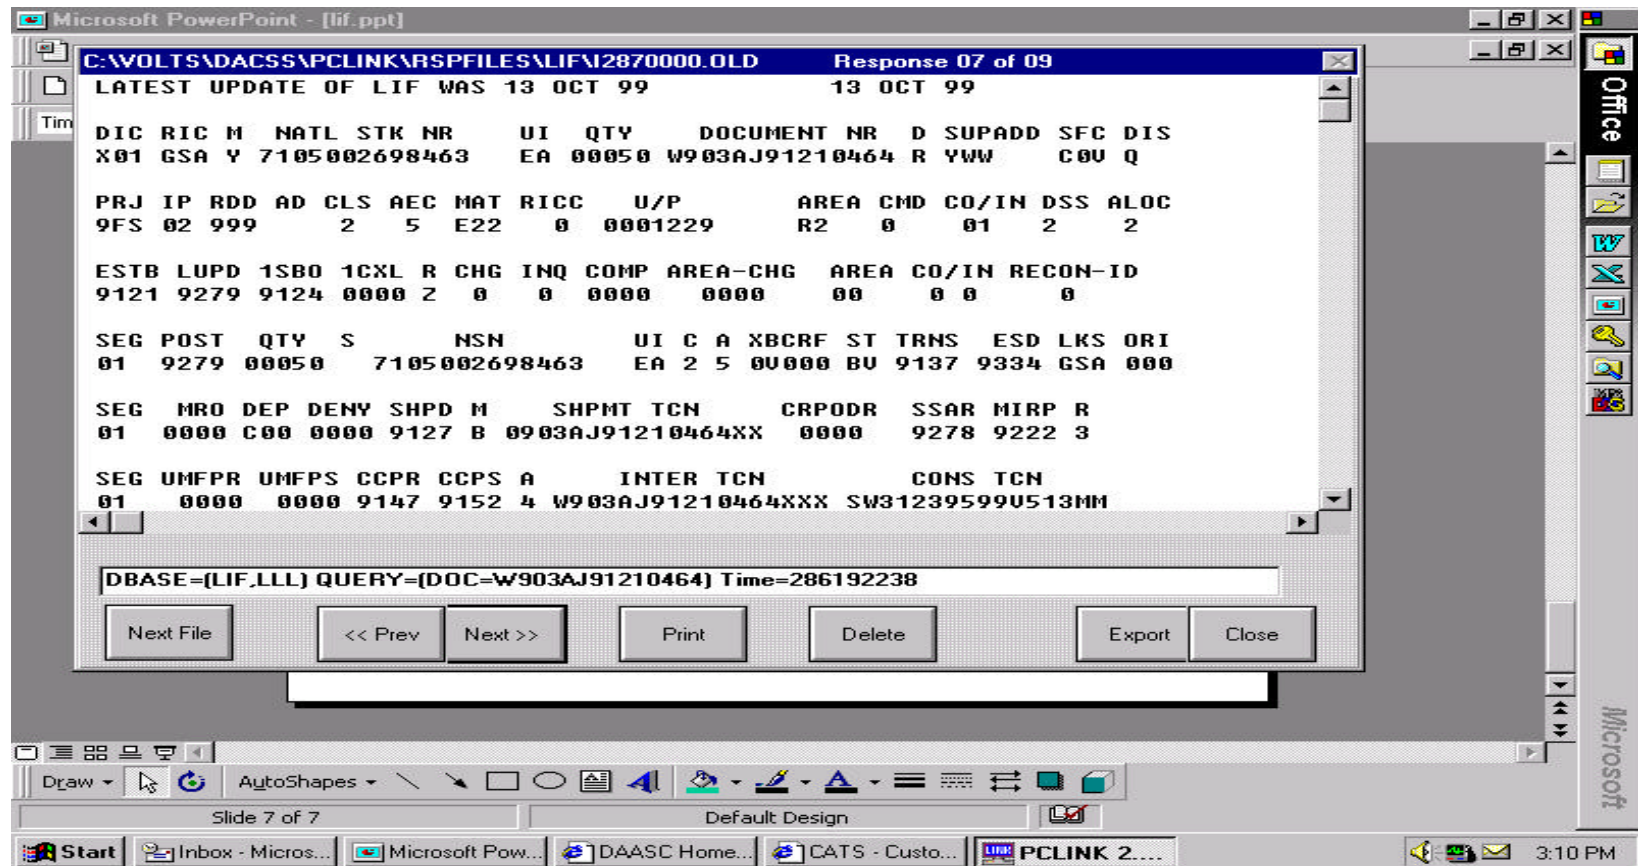 Microsoft PowerPoint - [lif.ppt]
C:\VOLTS\DACSS\PCLINK\RSPFILES\LIF\I2870000.OLD Response 07 of 09
LATEST UPDATE OF LIF WAS 13 OCT 99 13 OCT 99
Tim
DIC RIC M NATL STK NR UI QTY DOCUMENT NR D SUPADD SFC DIS
X01 GSA Y 7105002698463 EA 00050 W903AJ91210464 R YWW C0V Q
PRJ IP RDD AD CLS AEC MAT RICC U/P AREA CMD CO/IN DSS ALOC
9FS 02 999 2 5 E22 0 0001229 R2 0 01 2 2
ESTB LUPD 1SBO 1CXL R CHG INQ COMP AREA-CHG AREA CO/IN RECON-ID
9121 9279 9124 0000 Z 0 0 0000 0000 00 0 0 0
SEG POST QTY S NSN UI C A XBCRF ST TRNS ESD LKS ORI
01 9279 00050 7105002698463 EA 2 5 0V000 BV 9137 9334 GSA 000
SEG MRO DEP DENY SHPD M SHPMT TCN CRPODR SSAR MIRP R
01 0000 C00 0000 9127 B 0903AJ91210464XX 0000 9278 9222 3
SEG UMFPR UMFPS CCPR CCPS A INTER TCN CONS TCN
01 0000 0000 9147 9152 4 W903AJ91210464XXX SW31239599V513MM
DBASE=(LIF,LLL) QUERY=(DOC=W903AJ91210464) Time=286192238
Next File << Prev Next >> Print Delete Export Close
Office
Microsoft
Draw AutoShapes
Slide 7 of 7 Default Design
Start Inbox - Micros... Microsoft Pow... DAASC Home... CATS - Custo... PCLINK 2.... 3:10 PM